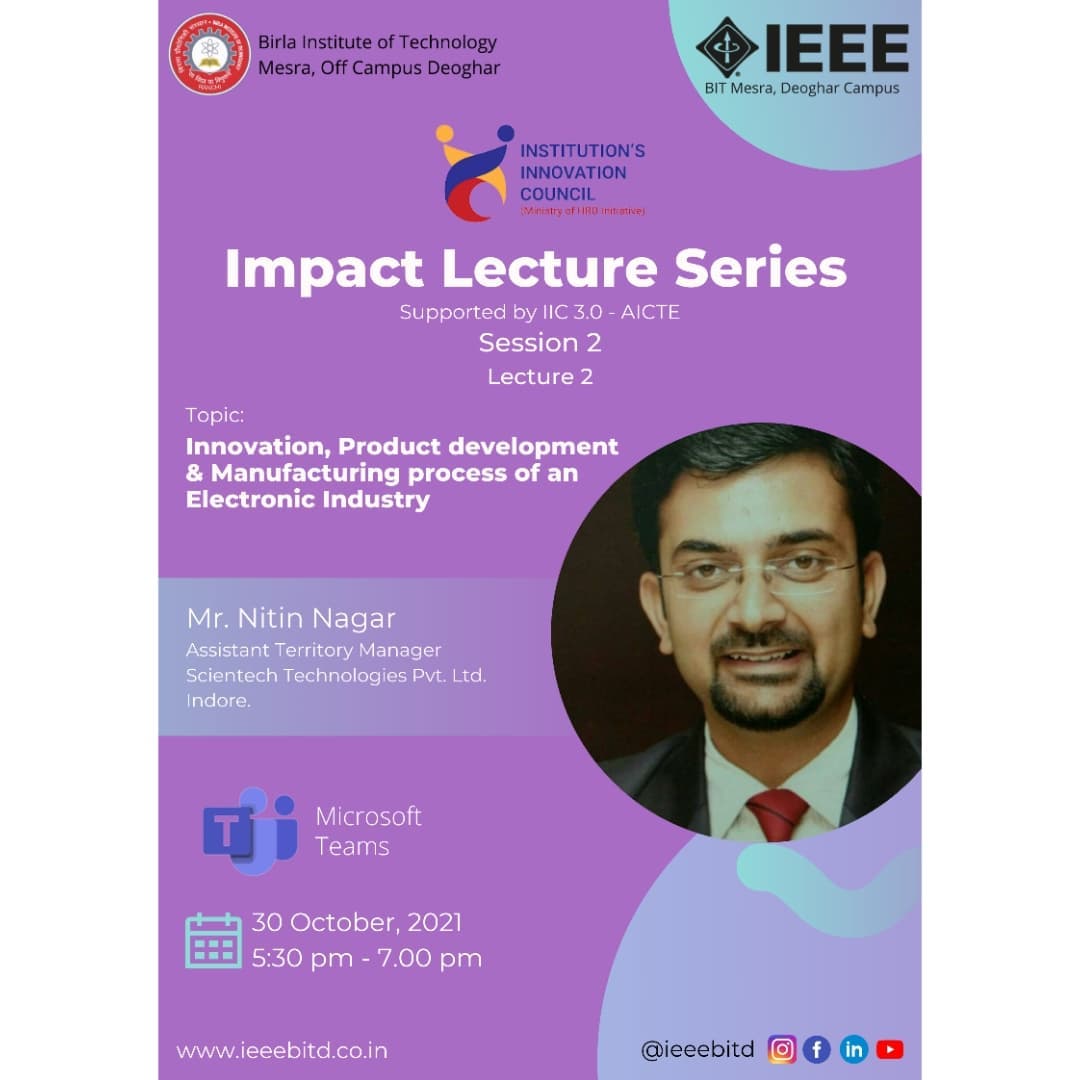 Birla Institute of Technology
Mesra, Off Campus Deoghar
IEEE
BIT Mesra, Deoghar Campus
INSTITUTION'S
INNOVATION
COUNCIL
(Ministry of HRD Initiative)
Impact Lecture Series
Supported by IIC 3.0 - AICTE
Session 2
Lecture 2
Topic:
Innovation, Product development
& Manufacturing process of an
Electronic Industry
Mr. Nitin Nagar
Assistant Territory Manager
Scientech Technologies Pvt. Ltd.
Indore.
T
Microsoft
Teams
30 October, 2021
5:30 pm - 7.00 pm
www.ieeebitd.co.in
@ieeebitd
f
in